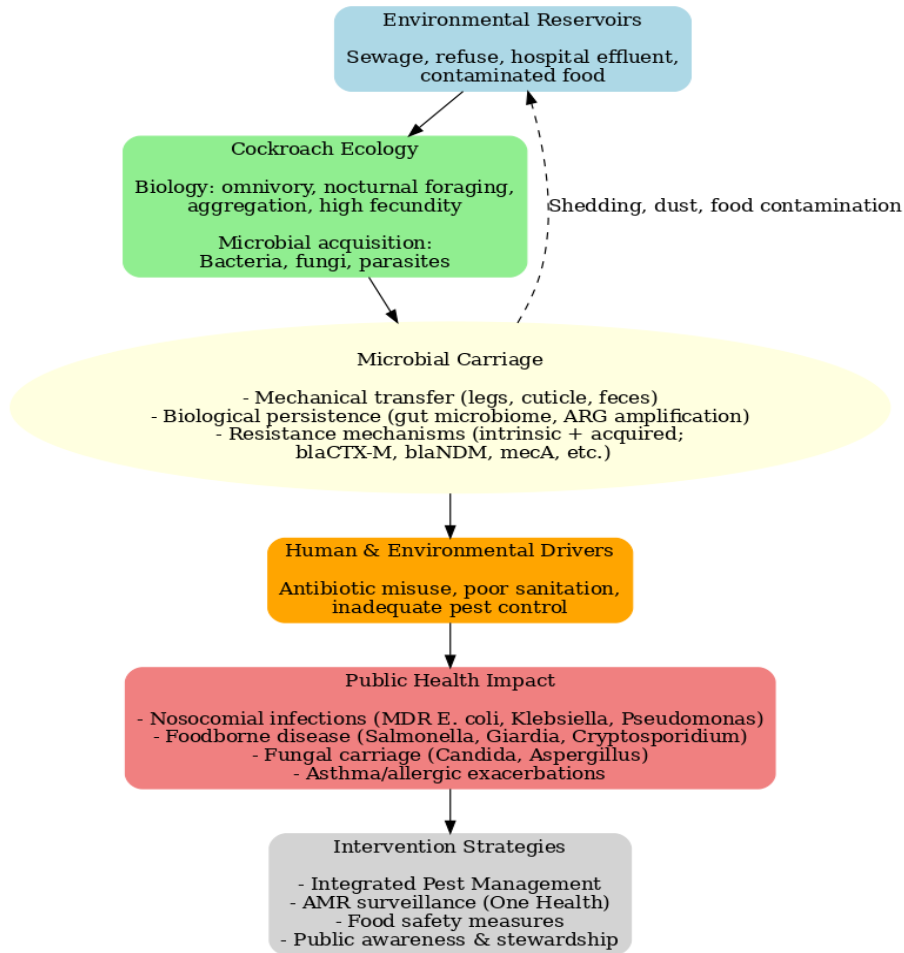 Environmental Reservoirs
Sewage, refuse, hospital effluent,
contaminated food
Cockroach Ecology
Biology: omnivory, nocturnal foraging,
aggregation, high fecundity
Microbial acquisition:
Bacteria, fungi, parasites
Shedding, dust, food contamination
Microbial Carriage
- Mechanical transfer (legs, cuticle, feces)
- Biological persistence (gut microbiome, ARG amplification)
- Resistance mechanisms (intrinsic + acquired;
blaCTX-M, blaNDM, mecA, etc.)
Human & Environmental Drivers
Antibiotic misuse, poor sanitation,
inadequate pest control
Public Health Impact
- Nosocomial infections (MDR E. coli, Klebsiella, Pseudomonas)
- Foodborne disease (Salmonella, Giardia, Cryptosporidium)
- Fungal carriage (Candida, Aspergillus)
- Asthma/allergic exacerbations
Intervention Strategies
- Integrated Pest Management
- AMR surveillance (One Health)
- Food safety measures
- Public awareness & stewardship